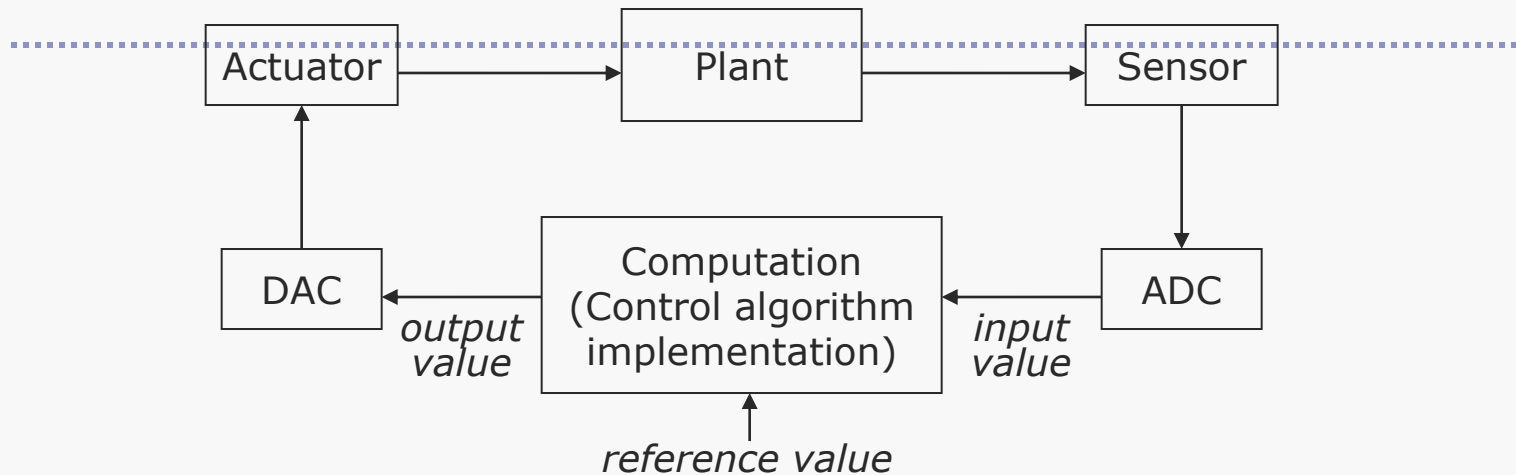 Actuator
Plant
Sensor
DAC
output
value
Computation
(Control algorithm
implementation)
input
value
ADC
reference value